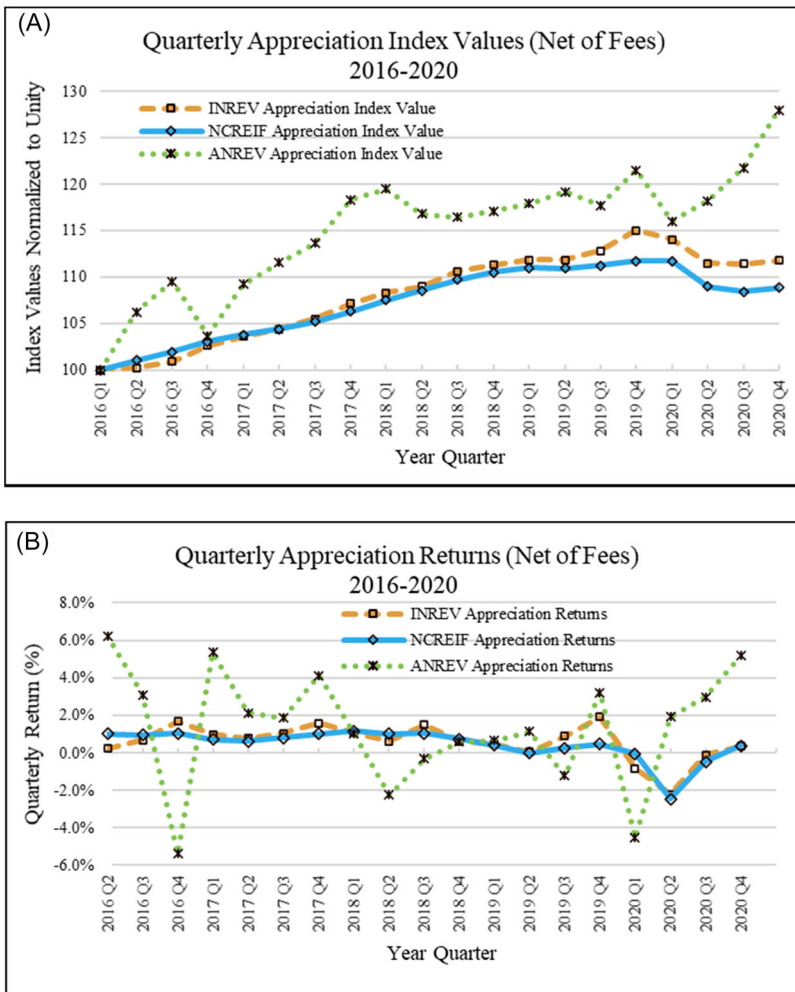 (A)
Quarterly Appreciation Index Values (Net of Fees)
2016-2020
Index Values Normalized to Unity
130
125
120
115
110
105
100
INREV Appreciation Index Value
NCREIF Appreciation Index Value
ANREV Appreciation Index Value
2016 Q1
2016 Q2
2016 Q3
2016 Q4
2017 Q1
2017 Q2
2017 Q3
2017 Q4
2018 Q1
2018 Q2
2018 Q3
2018 Q4
2019 Q1
2019 Q2
2019 Q3
2019 Q4
2020 Q1
2020 Q2
2020 Q3
2020 Q4
Year Quarter
(B)
Quarterly Appreciation Returns (Net of Fees)
2016-2020
Quarterly Return (%)
8.0%
6.0%
4.0%
2.0%
0.0%
-2.0%
-4.0%
-6.0%
INREV Appreciation Returns
NCREIF Appreciation Returns
ANREV Appreciation Returns
2016 Q2
2016 Q3
2016 Q4
2017 Q1
2017 Q2
2017 Q3
2017 Q4
2018 Q1
2018 Q2
2018 Q3
2018 Q4
2019 Q1
2019 Q2
2019 Q3
2019 Q4
2020 Q1
2020 Q2
2020 Q3
2020 Q4
Year Quarter